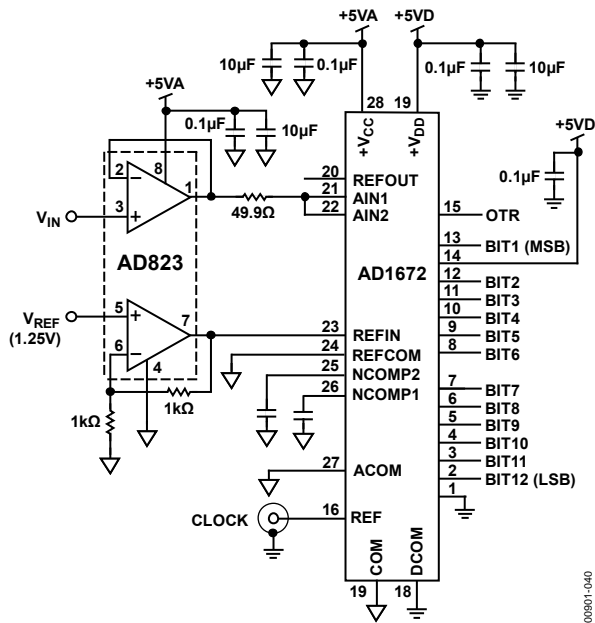 +5VA
+5VD
10µF
0.1µF
0.1µF
10µF
+5VA
28
19
+VCC
+VDD
+5VD
0.1µF
10µF
0.1µF
2
8
1
3
VIN
49.9Ω
20
REFOUT
21
AIN1
22
AIN2
15
OTR
13
BIT1 (MSB)
14
AD823
AD1672
12
BIT2
11
BIT3
10
BIT4
9
BIT5
8
BIT6
VREF
(1.25V)
5
7
6
4
23
REFIN
24
REFCOM
25
NCOMP2
26
NCOMP1
1kΩ
1kΩ
7
BIT7
6
BIT8
5
BIT9
4
BIT10
3
BIT11
2
BIT12 (LSB)
1
27
ACOM
CLOCK
16
REF
COM
DCOM
19
18
00901-040